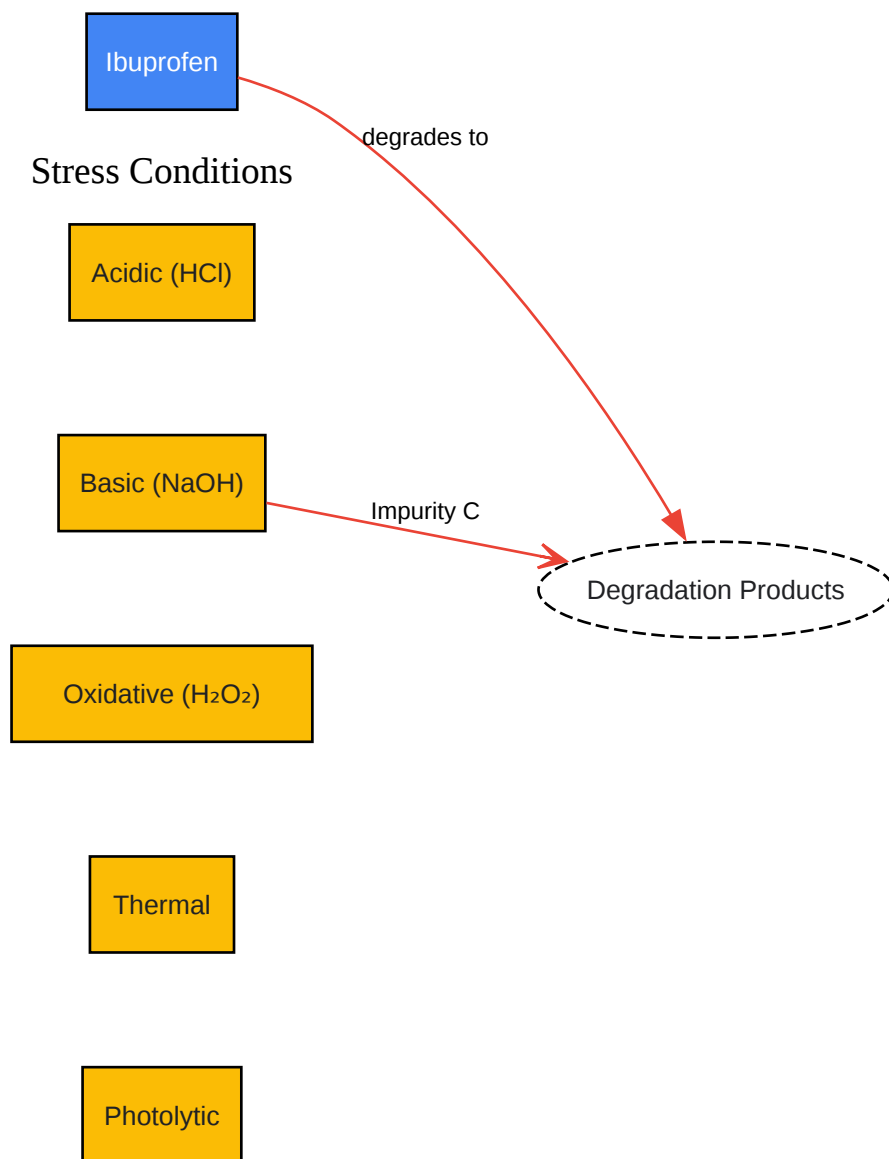 Ibuprofen
degrades to
Stress Conditions
Acidic (HCl)
Basic (NaOH)
Impurity C
Degradation Products
Oxidative (H₂O₂)
Thermal
Photolytic